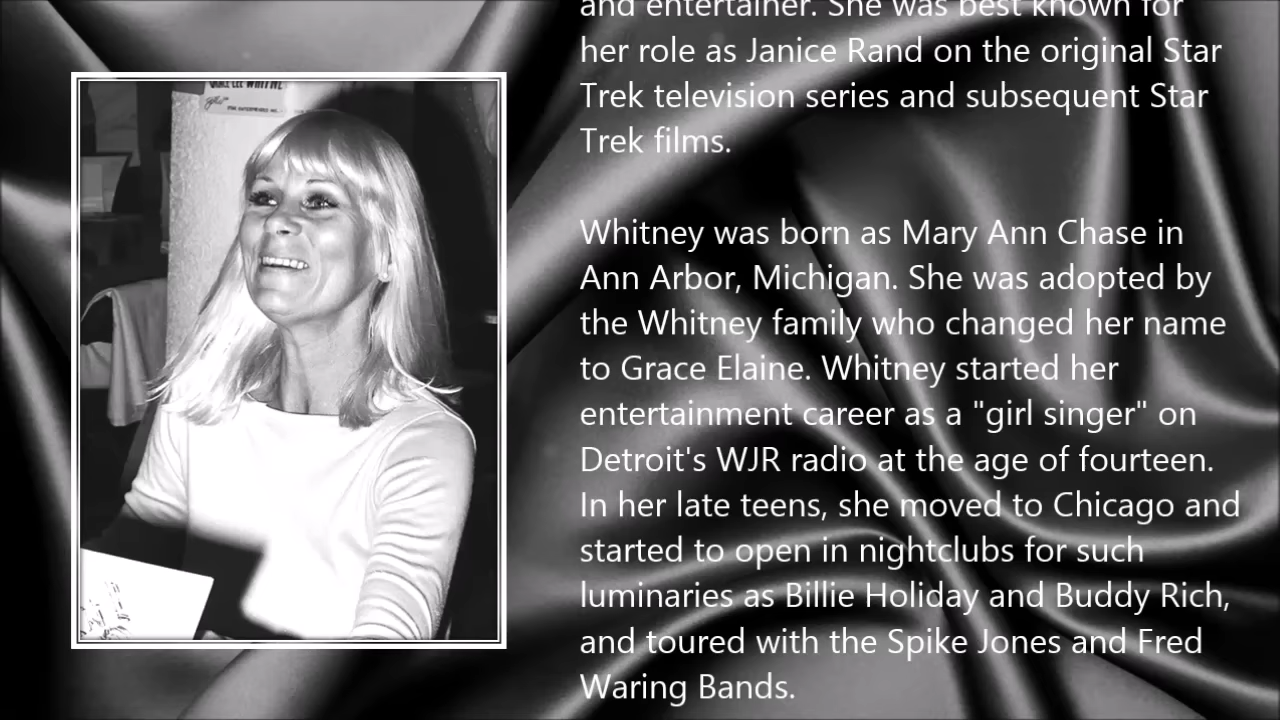 and entertainer. She was best known for
her role as Janice Rand on the original Star
Trek television series and subsequent Star
Trek films.
Whitney was born as Mary Ann Chase in
Ann Arbor, Michigan. She was adopted by
the Whitney family who changed her name
to Grace Elaine. Whitney started her
entertainment career as a "girl singer" on
Detroit's WJR radio at the age of fourteen.
In her late teens, she moved to Chicago and
started to open in nightclubs for such
luminaries as Billie Holiday and Buddy Rich,
and toured with the Spike Jones and Fred
Waring Bands.